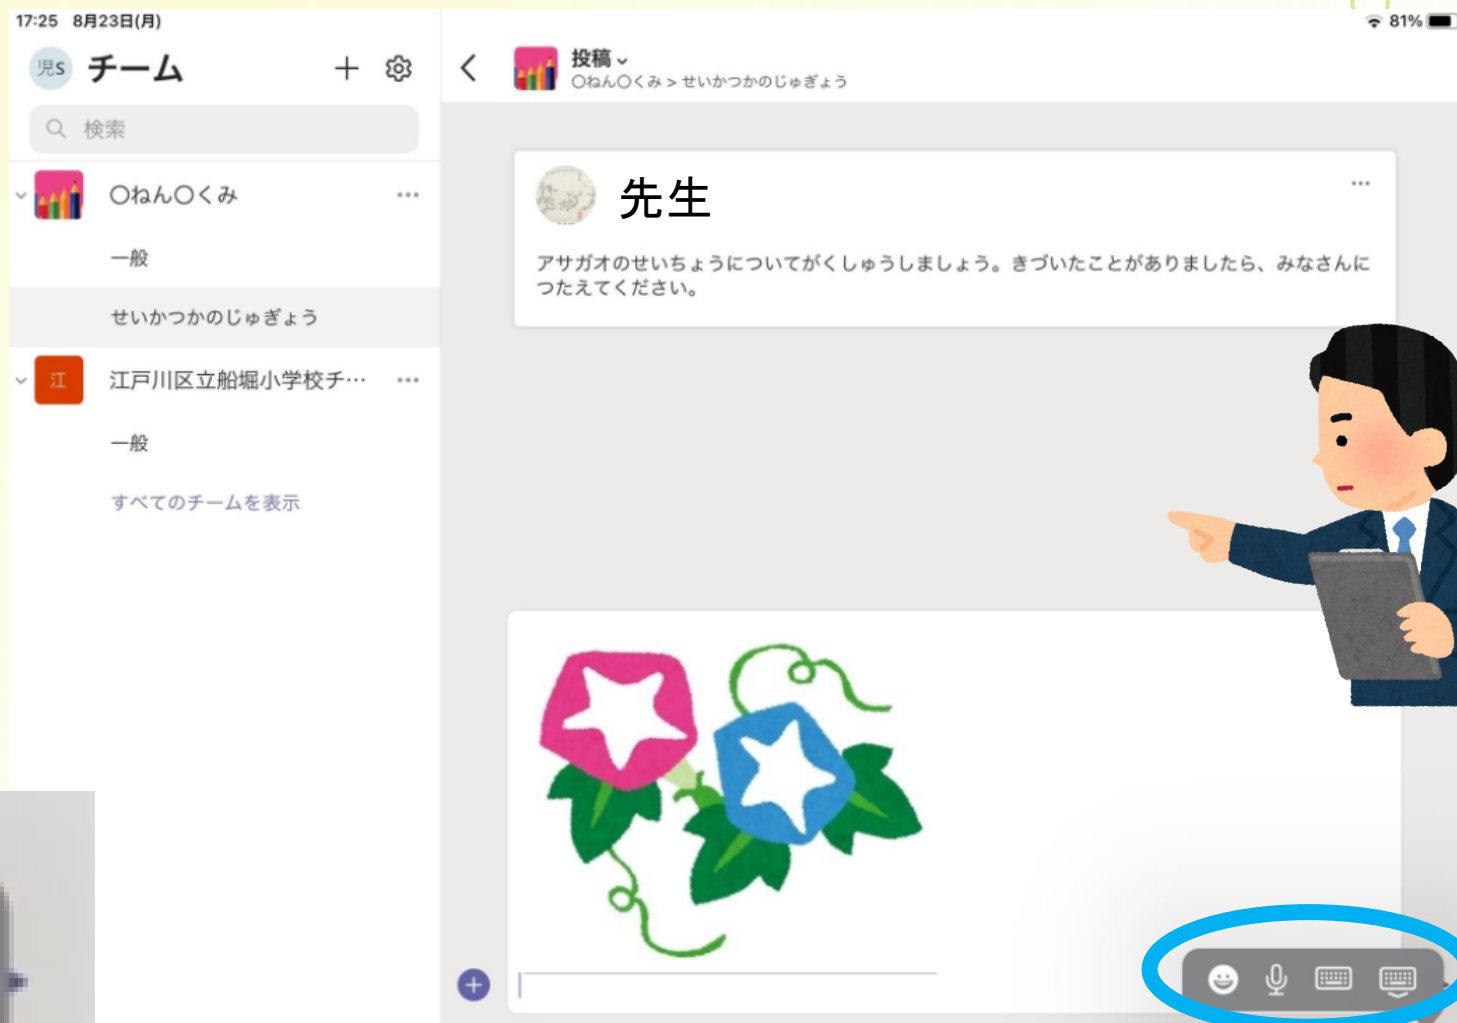 17:25 8月23日(月)
81%
児S チーム
検索
〇ねん〇くみ
一般
せいかつかのじゅぎょう
江 江戸川区立船堀小学校チ…
一般
すべてのチームを表示
投稿
〇ねん〇くみ > せいかつかのじゅぎょう
先生
アサガオのせいちょうについてがくしゅうしましょう。きづいたことがありましたら、みなさんに
つたえてください。